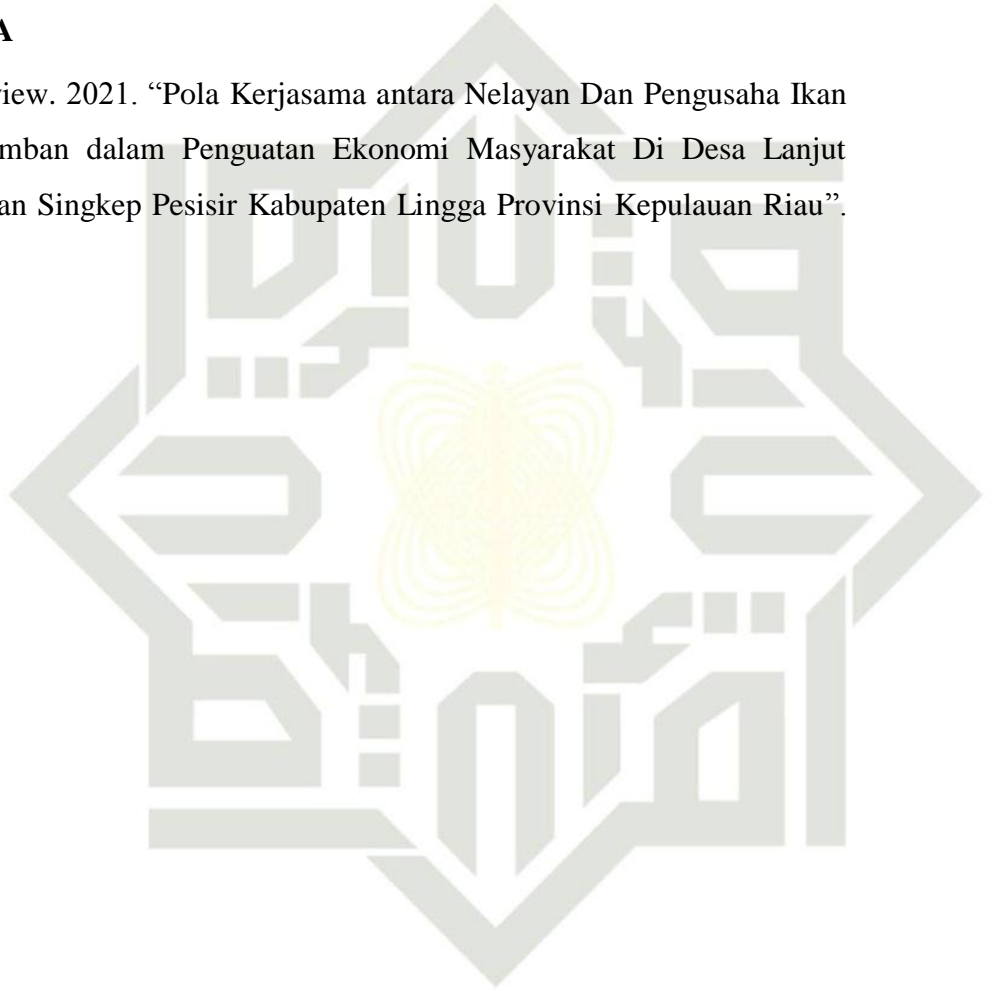 A
view. 2021. “Pola Kerjasama antara Nelayan Dan Pengusaha Ikan
mban dalam Penguatan Ekonomi Masyarakat Di Desa Lanjut
an Singkep Pesisir Kabupaten Lingga Provinsi Kepulauan Riau”.